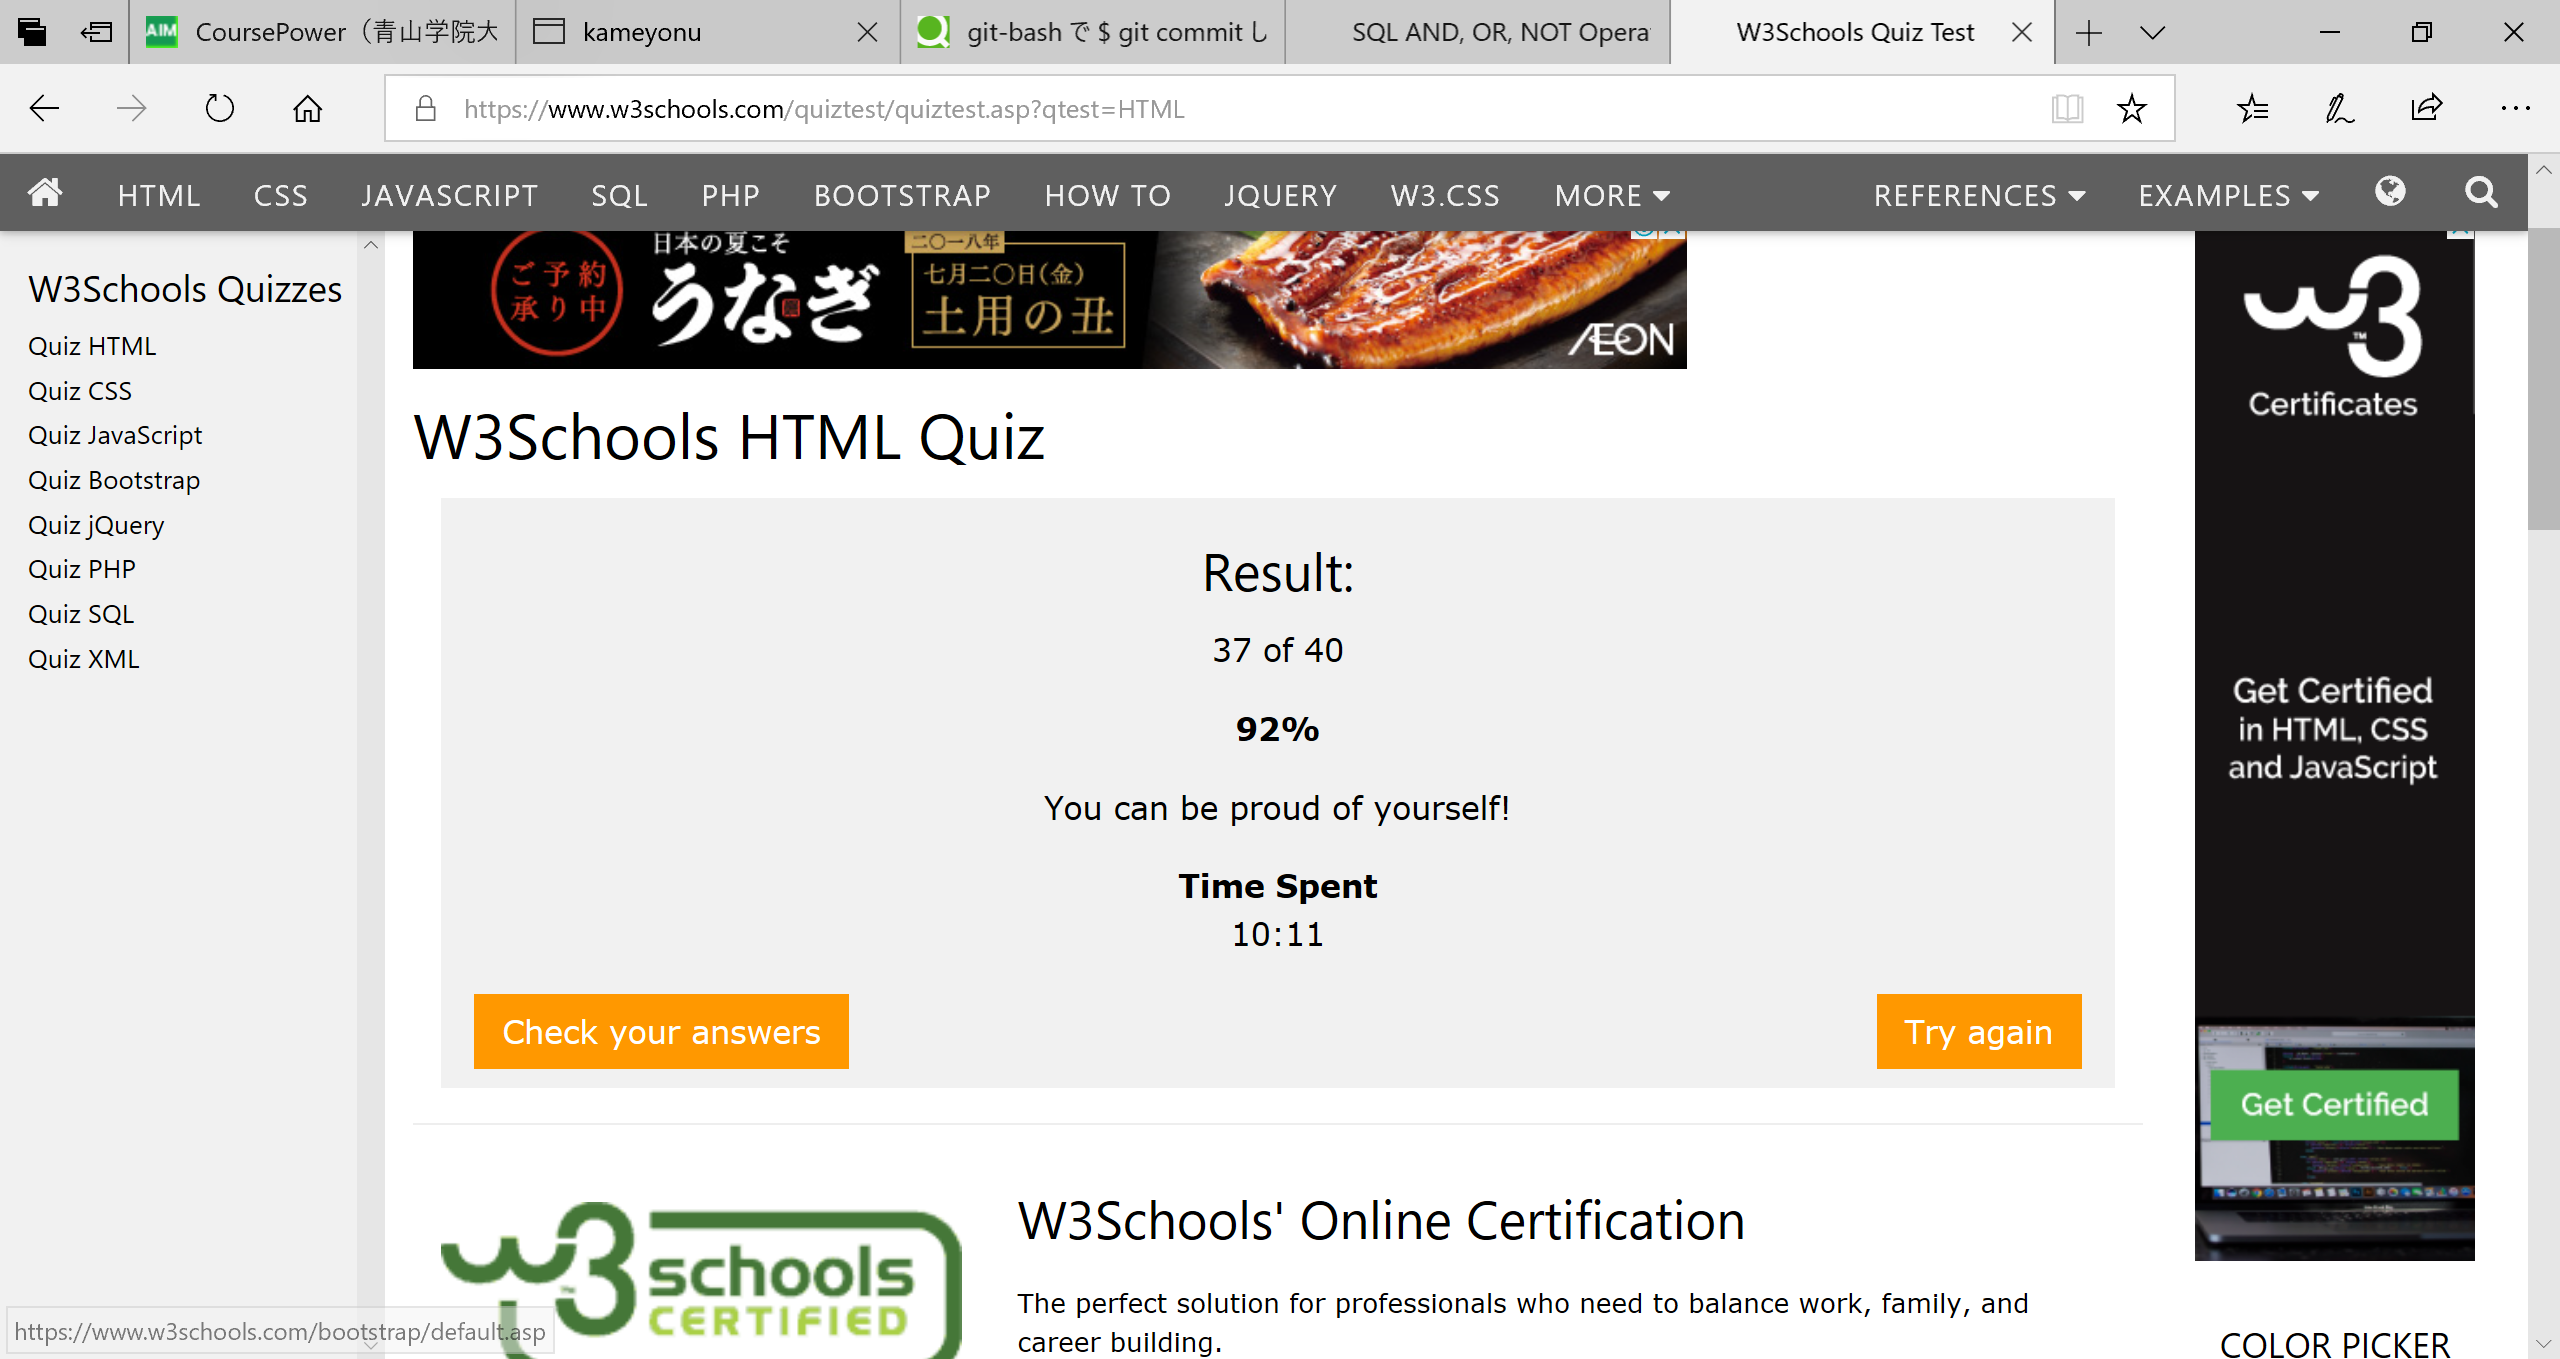 AIM CoursePower（青山学院大
kameyonu
git-bash で $ git commit し
SQL AND, OR, NOT Opera
W3Schools Quiz Test
https://www.w3schools.com/quiztest/quiztest.asp?qtest=HTML
HTML CSS JAVASCRIPT SQL PHP BOOTSTRAP HOW TO JQUERY W3.CSS MORE REFERENCES EXAMPLES
W3Schools Quizzes
Quiz HTML
Quiz CSS
Quiz JavaScript
Quiz Bootstrap
Quiz jQuery
Quiz PHP
Quiz SQL
Quiz XML
ご予約
承り中
日本の夏こそ
うなぎ
二〇一八年
七月二〇日(金)
土用の丑
ÆON
W3Schools HTML Quiz
Result:
37 of 40
92%
You can be proud of yourself!
Time Spent
10:11
Check your answers
Try again
w3schools
CERTIFIED
W3Schools' Online Certification
The perfect solution for professionals who need to balance work, family, and
career building.
w3
™
Certificates
Get Certified
in HTML, CSS
and JavaScript
Get Certified
COLOR PICKER
https://www.w3schools.com/bootstrap/default.asp